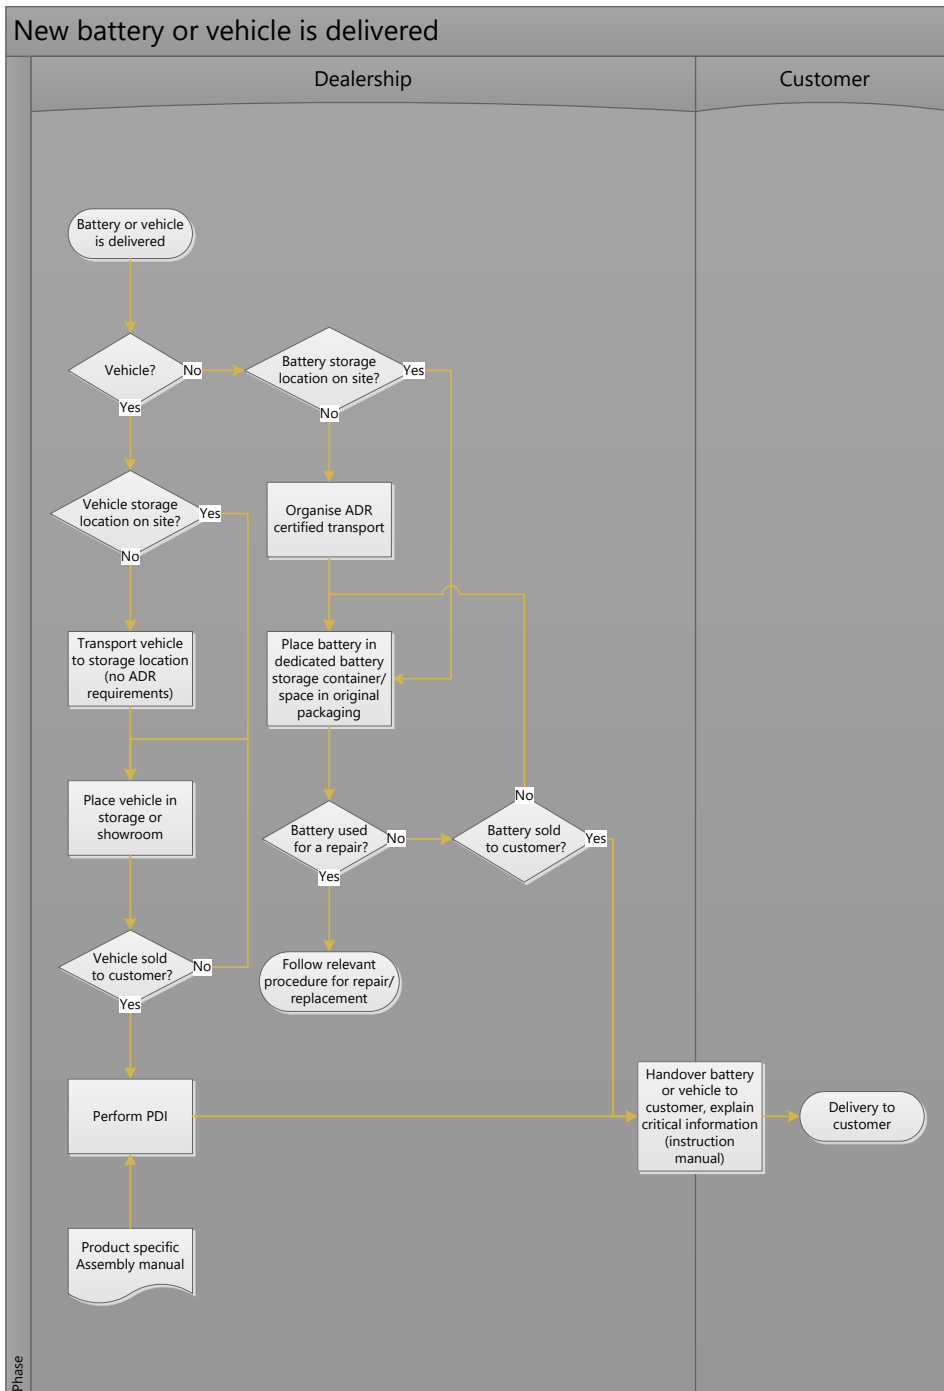 New battery or vehicle is delivered
Dealership
Customer
Battery or vehicle
is delivered
Vehicle?
No
Yes
Battery storage
location on site?
Yes
No
Vehicle storage
location on site?
Yes
No
Organise ADR
certified transport
Transport vehicle
to storage location
(no ADR
requirements)
Place battery in
dedicated battery
storage container/
space in original
packaging
Place vehicle in
storage or
showroom
Battery used
for a repair?
No
Yes
Battery sold
to customer?
No
Yes
Vehicle sold
to customer?
No
Yes
Follow relevant
procedure for repair/
replacement
Perform PDI
Handover battery
or vehicle to
customer, explain
critical information
(instruction
manual)
Delivery to
customer
Product specific
Assembly manual
Phase